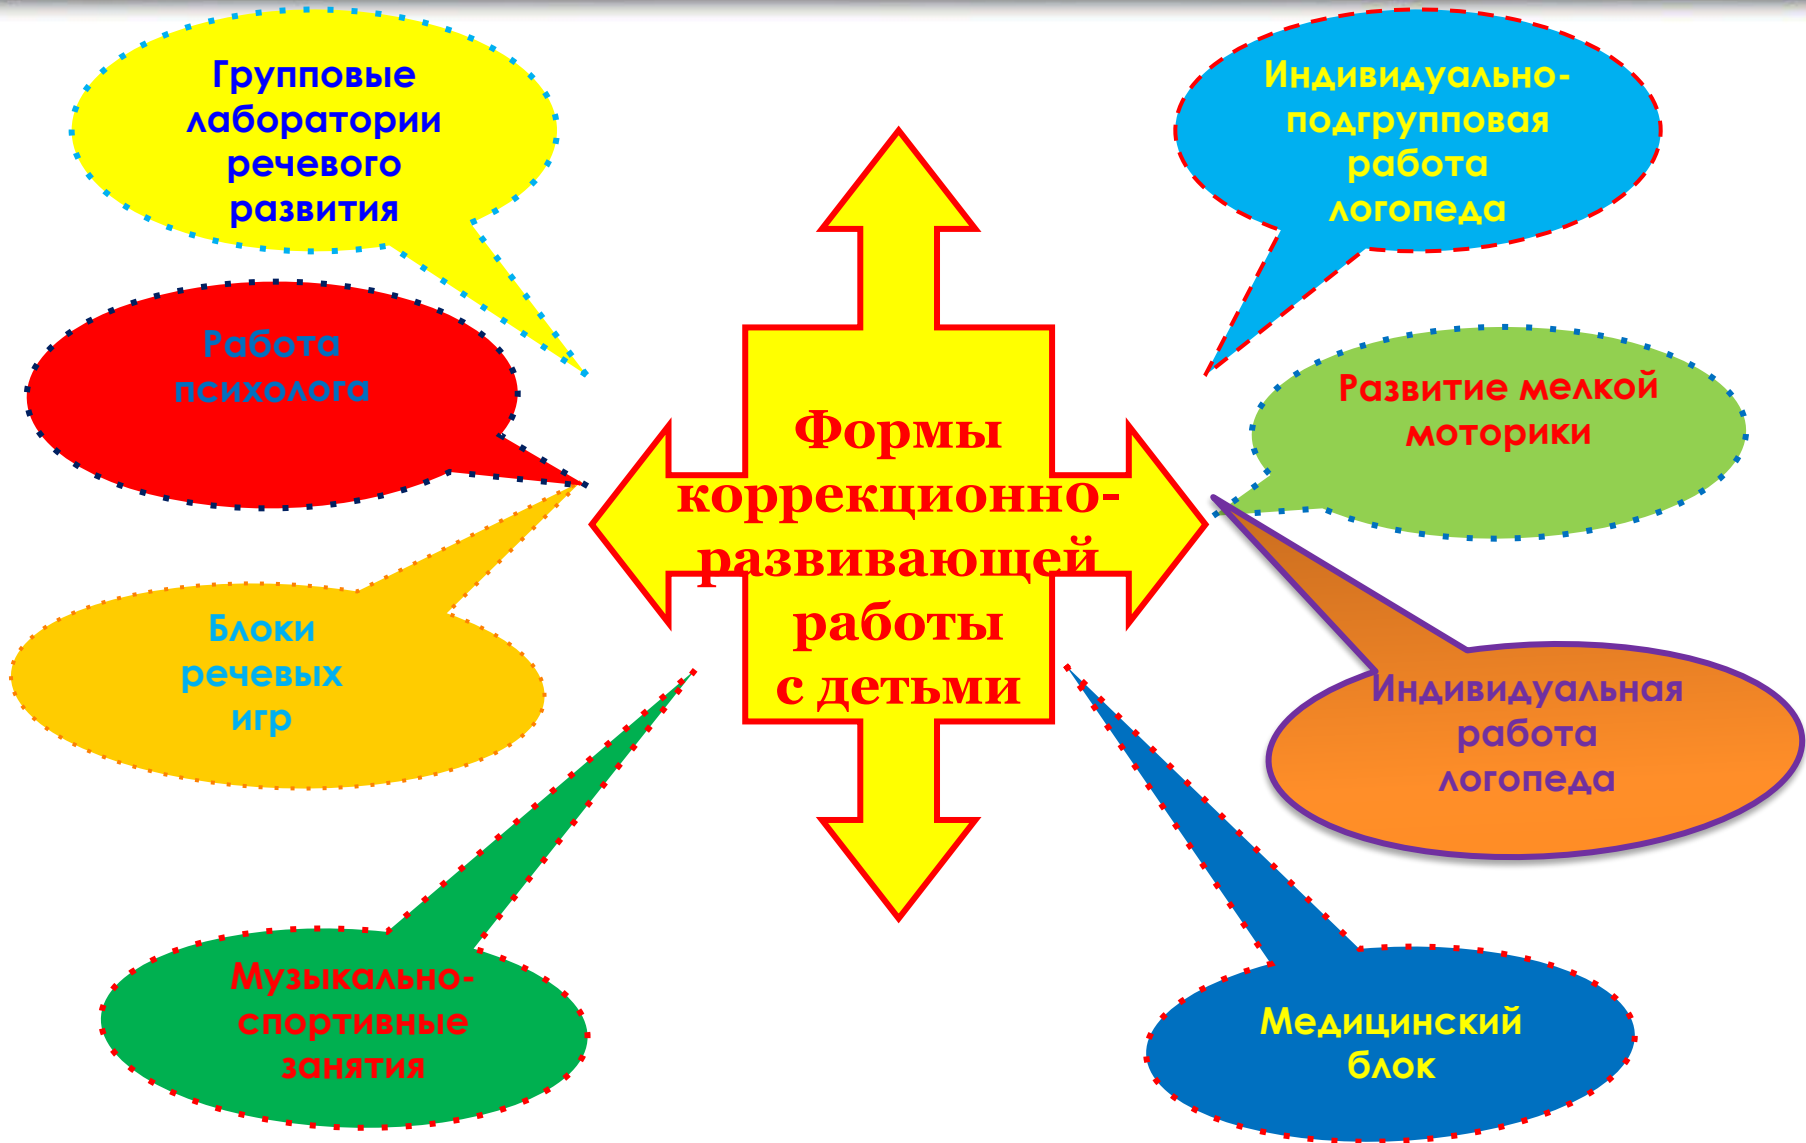 Групповые
лаборатории
речевого
развития
Индивидуально-
подгрупповая
работа
логопеда
Работа
психолога
Развитие мелкой
моторики
Формы
коррекционно-
развивающей
работы
с детьми
Блоки
речевых
игр
Индивидуальная
работа
логопеда
Музыкально-
спортивные
занятия
Медицинский
блок